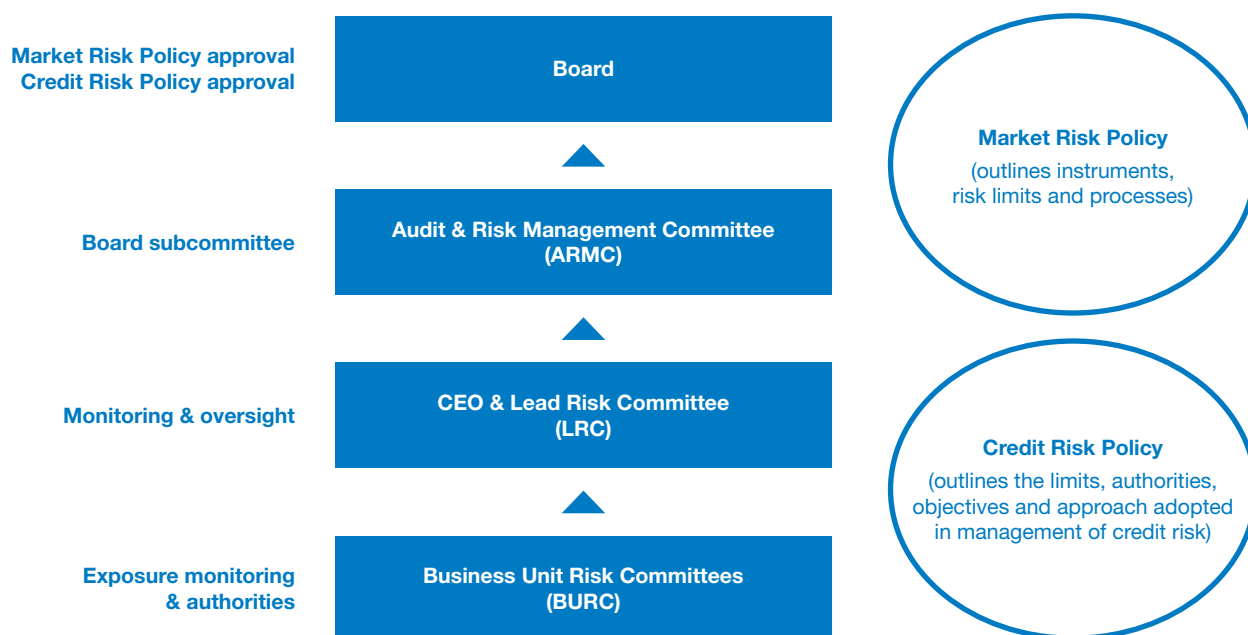 Market Risk Policy approval
Credit Risk Policy approval
Board
Board subcommittee
Audit & Risk Management Committee
(ARMC)
Monitoring & oversight
CEO & Lead Risk Committee
(LRC)
Exposure monitoring
& authorities
Business Unit Risk Committees
(BURC)
Market Risk Policy
(outlines instruments,
risk limits and processes)
Credit Risk Policy
(outlines the limits, authorities,
objectives and approach adopted
in management of credit risk)